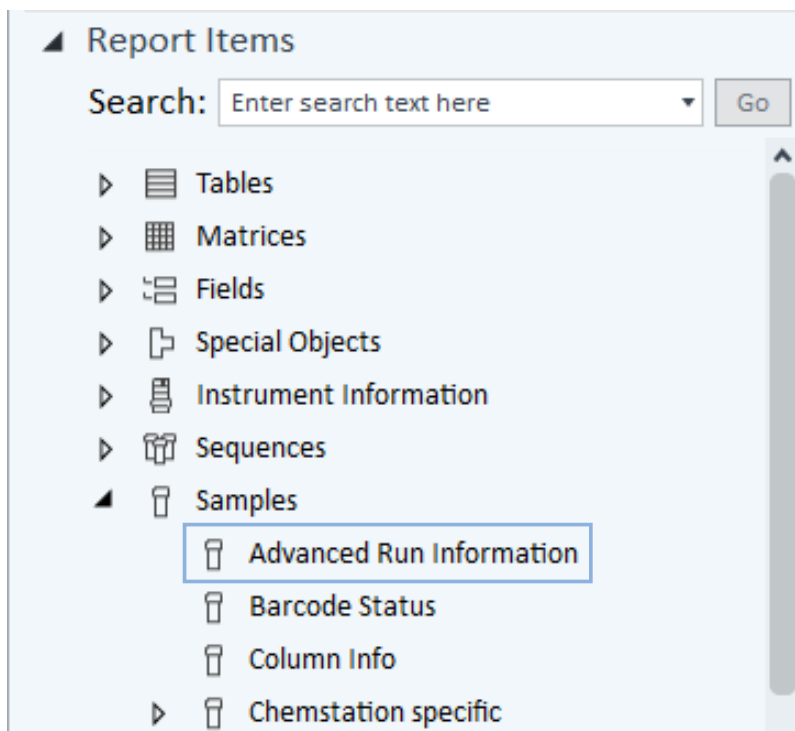 Report Items
Search: Enter search text here Go
Tables
Matrices
Fields
Special Objects
Instrument Information
Sequences
Samples
Advanced Run Information
Barcode Status
Column Info
Chemstation specific